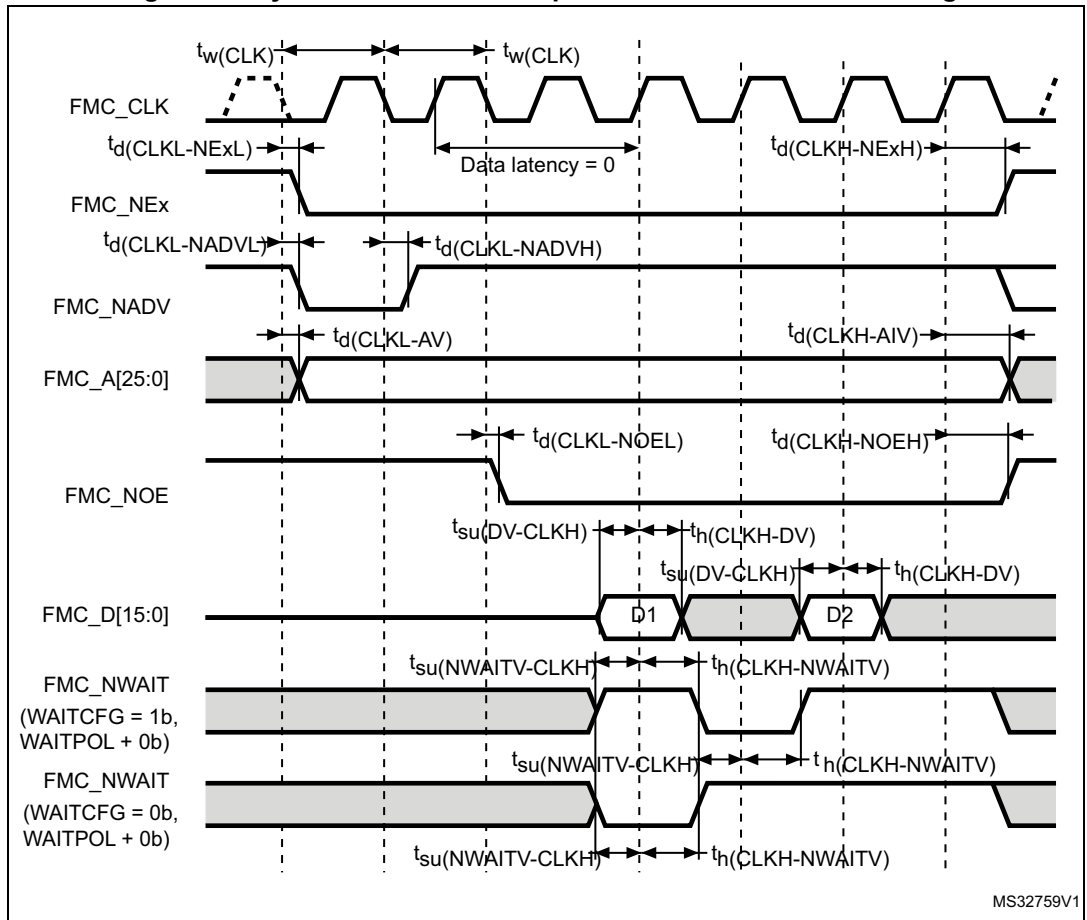 tw(CLK)
tw(CLK)
FMC_CLK
td(CLKL-NExL)
Data latency = 0
td(CLKH-NExH)
FMC_NEx
td(CLKL-NADVL)
td(CLKL-NADVH)
FMC_NADV
td(CLKL-AV)
td(CLKH-AIV)
FMC_A[25:0]
td(CLKL-NOEL)
td(CLKH-NOEH)
FMC_NOE
tsu(DV-CLKH)
th(CLKH-DV)
tsu(DV-CLKH)
th(CLKH-DV)
FMC_D[15:0]
D1
D2
tsu(NWAITV-CLKH)
th(CLKH-NWAITV)
FMC_NWAIT
(WAITCFG = 1b,
WAITPOL + 0b)
tsu(NWAITV-CLKH)
th(CLKH-NWAITV)
FMC_NWAIT
(WAITCFG = 0b,
WAITPOL + 0b)
tsu(NWAITV-CLKH)
th(CLKH-NWAITV)
MS32759V1